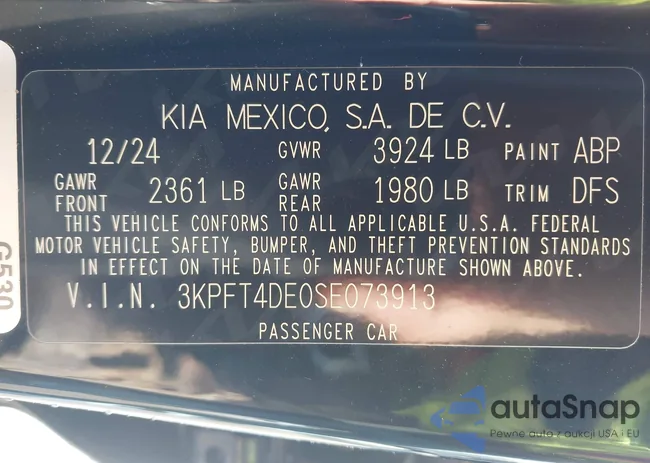 MANUFACTURED BY
KIA MEXICO, S.A. DE C.V.
12/24 GVWR 3924 LB PAINT ABP
GAWR FRONT 2361 LB GAWR REAR 1980 LB TRIM DFS
THIS VEHICLE CONFORMS TO ALL APPLICABLE U.S.A. FEDERAL
MOTOR VEHICLE SAFETY, BUMPER, AND THEFT PREVENTION STANDARDS
IN EFFECT ON THE DATE OF MANUFACTURE SHOWN ABOVE.
V.I.N. 3KPFT4DE0SE073913
PASSENGER CAR
G530
autaSnap
Pewne auto z aukcji USA i EU